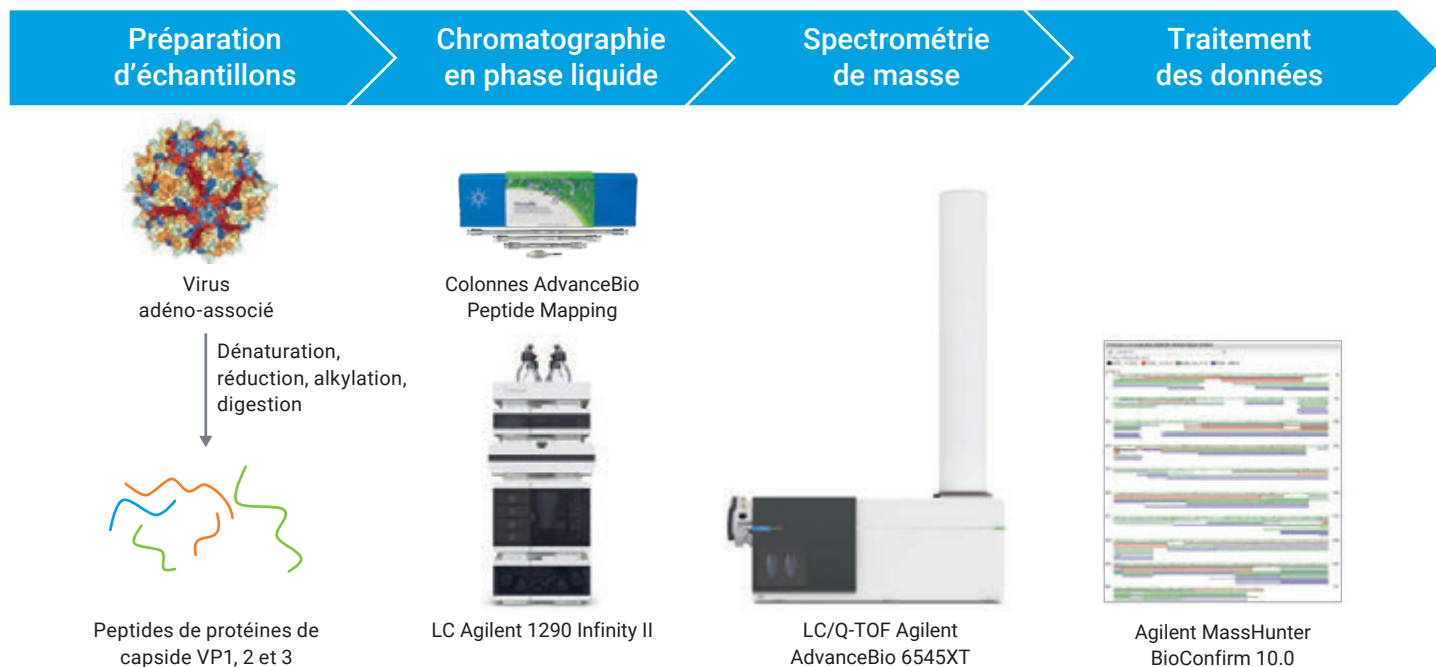 Préparation
d'échantillons
Chromatographie
en phase liquide
Spectrométrie
de masse
Traitement
des données
Virus
adéno-associé
Dénaturation,
réduction, alkylation,
digestion
Peptides de protéines de
capside VP1, 2 et 3
Colonnes AdvanceBio
Peptide Mapping
LC Agilent 1290 Infinity II
LC/Q-TOF Agilent
AdvanceBio 6545XT
Agilent MassHunter
BioConfirm 10.0